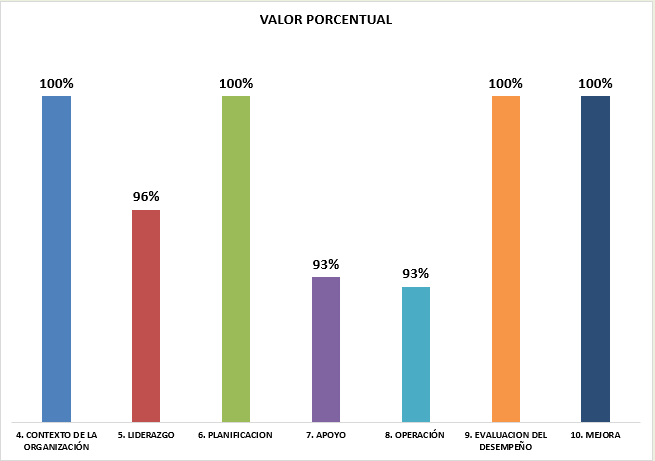 VALOR PORCENTUAL
100%
96%
100%
93%
93%
100%
100%
4. CONTEXTO DE LA
ORGANIZACIÓN
5. LIDERAZGO
6. PLANIFICACION
7. APOYO
8. OPERACIÓN
9. EVALUACION DEL
DESEMPEÑO
10. MEJORA